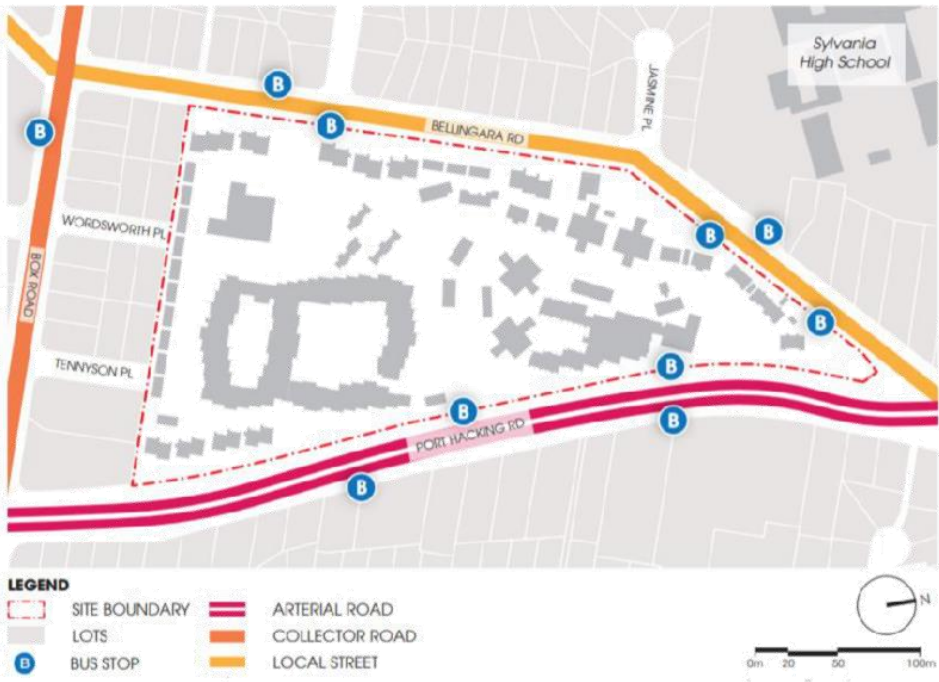 Sylvania
High School
JASMINE PL
B
B
BELLINGARA RD
B
WORDSWORTH PL
B
B
BOX ROAD
B
TENNYSON PL
B
B
B
PORT HACKING RD
B
LEGEND
SITE BOUNDARY
ARTERIAL ROAD
LOTS
COLLECTOR ROAD
B
BUS STOP
LOCAL STREET
N
0m 20 50 100m